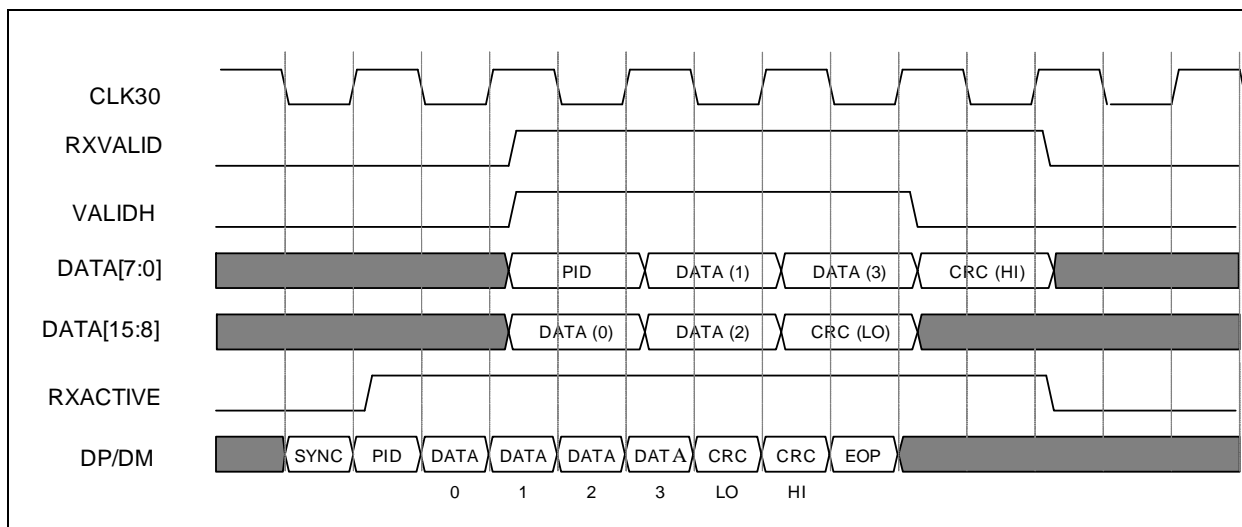 CLK30
RXVALID
VALIDH
DATA[7:0] PID DATA (1) DATA (3) CRC (HI)
DATA[15:8] DATA (0) DATA (2) CRC (LO)
RXACTIVE
DP/DM SYNC PID DATA DATA DATA DATA CRC CRC EOP
0 1 2 3 LO HI